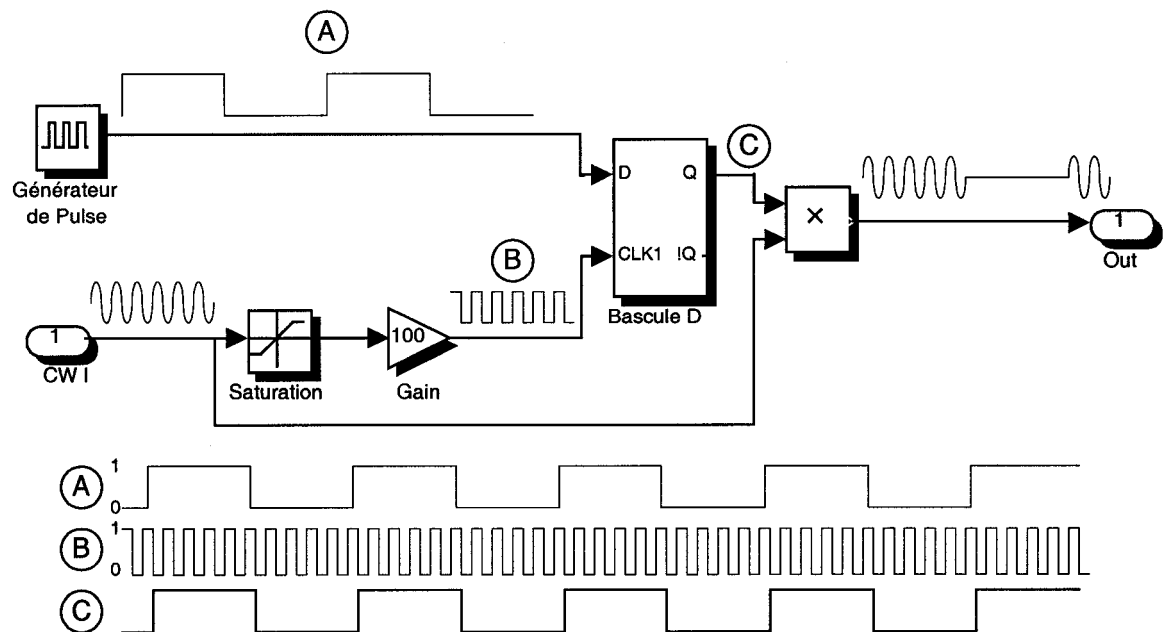 A
Générateur
de Pulse
D
Q
CLK1
!Q
Bascule D
C
×
1
Out
B
1
CW I
Saturation
100
Gain
A
1
0
B
1
0
C